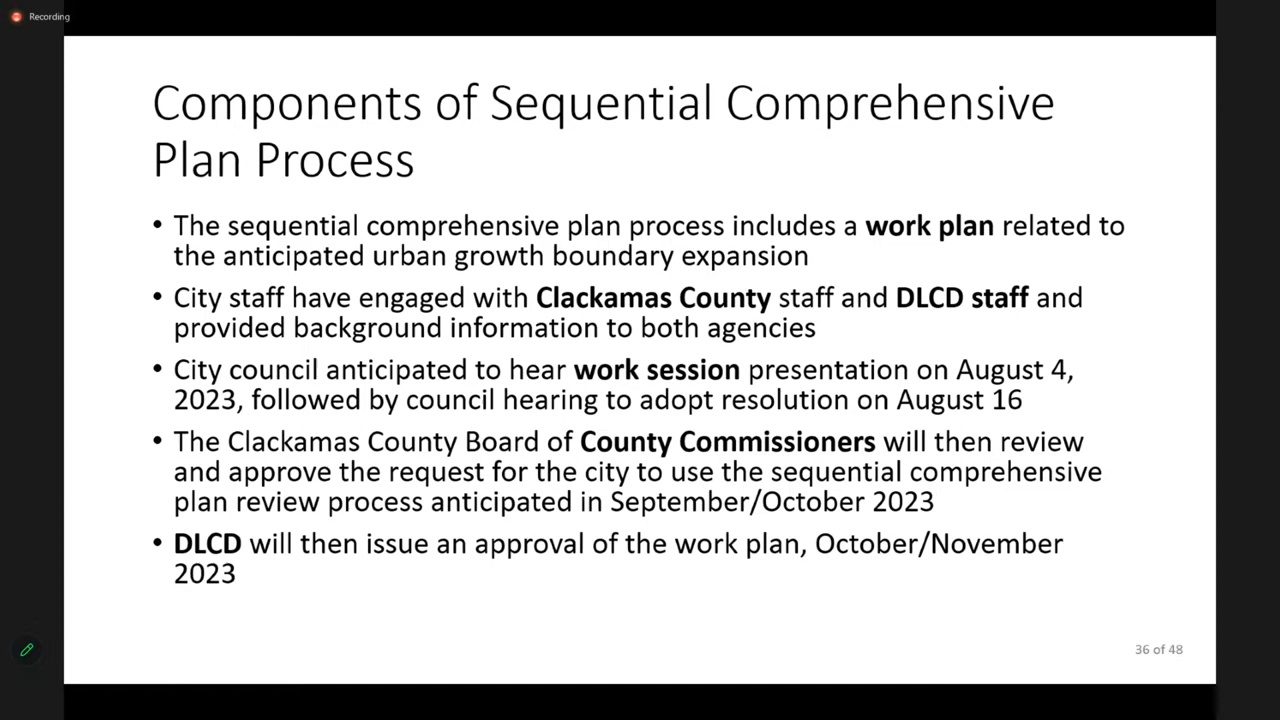 Recording
Components of Sequential Comprehensive
Plan Process
• The sequential comprehensive plan process includes a work plan related to
the anticipated urban growth boundary expansion
• City staff have engaged with Clackamas County staff and DLCD staff and
provided background information to both agencies
• City council anticipated to hear work session presentation on August 4,
2023, followed by council hearing to adopt resolution on August 16
• The Clackamas County Board of County Commissioners will then review
and approve the request for the city to use the sequential comprehensive
plan review process anticipated in September/October 2023
• DLCD will then issue an approval of the work plan, October/November
2023
36 of 48